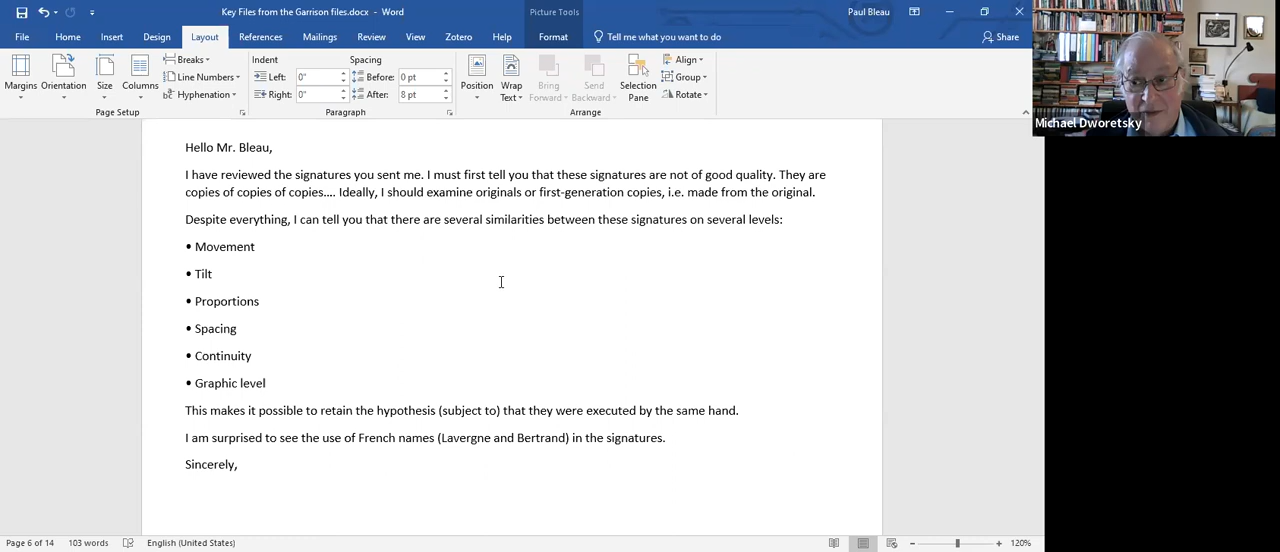 Key Files from the Garrison files.docx - Word
Picture Tools
Paul Bleau
File Home Insert Design Layout References Mailings Review View Zotero Help Format Tell me what you want to do Share
Margins Orientation Size Columns
Breaks
Line Numbers
Hyphenation
Page Setup
Indent
Left: 0"
Right: 0"
Spacing
Before: 0 pt
After: 8 pt
Paragraph
Position Wrap Text Bring Forward Send Backward Selection Pane
Align
Group
Rotate
Arrange
Michael Dworetsky
Hello Mr. Bleau,
I have reviewed the signatures you sent me. I must first tell you that these signatures are not of good quality. They are
copies of copies of copies.... Ideally, I should examine originals or first-generation copies, i.e. made from the original.
Despite everything, I can tell you that there are several similarities between these signatures on several levels:
• Movement
• Tilt
• Proportions
• Spacing
• Continuity
• Graphic level
This makes it possible to retain the hypothesis (subject to) that they were executed by the same hand.
I am surprised to see the use of French names (Lavergne and Bertrand) in the signatures.
Sincerely,
Page 6 of 14 103 words English (United States) 120%